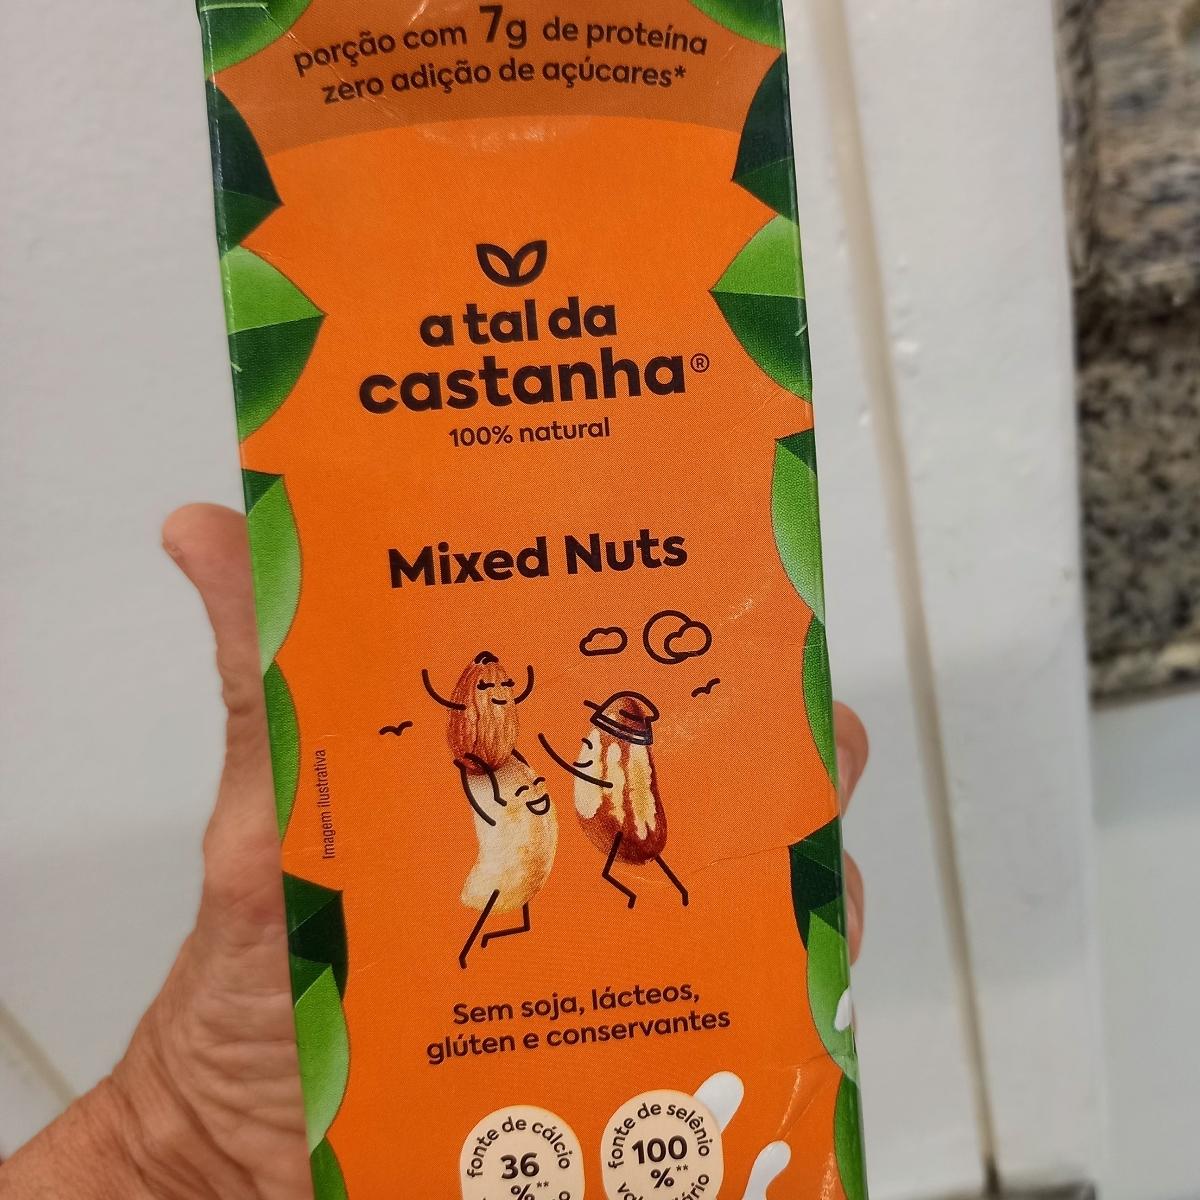 porção com 7g de proteína
zero adição de açúcares*
a tal da
castanha®
100% natural
Mixed Nuts
Imagem ilustrativa
Sem soja, lácteos,
glúten e conservantes
fonte de cálcio
36
%**
fonte de selênio
100
%**